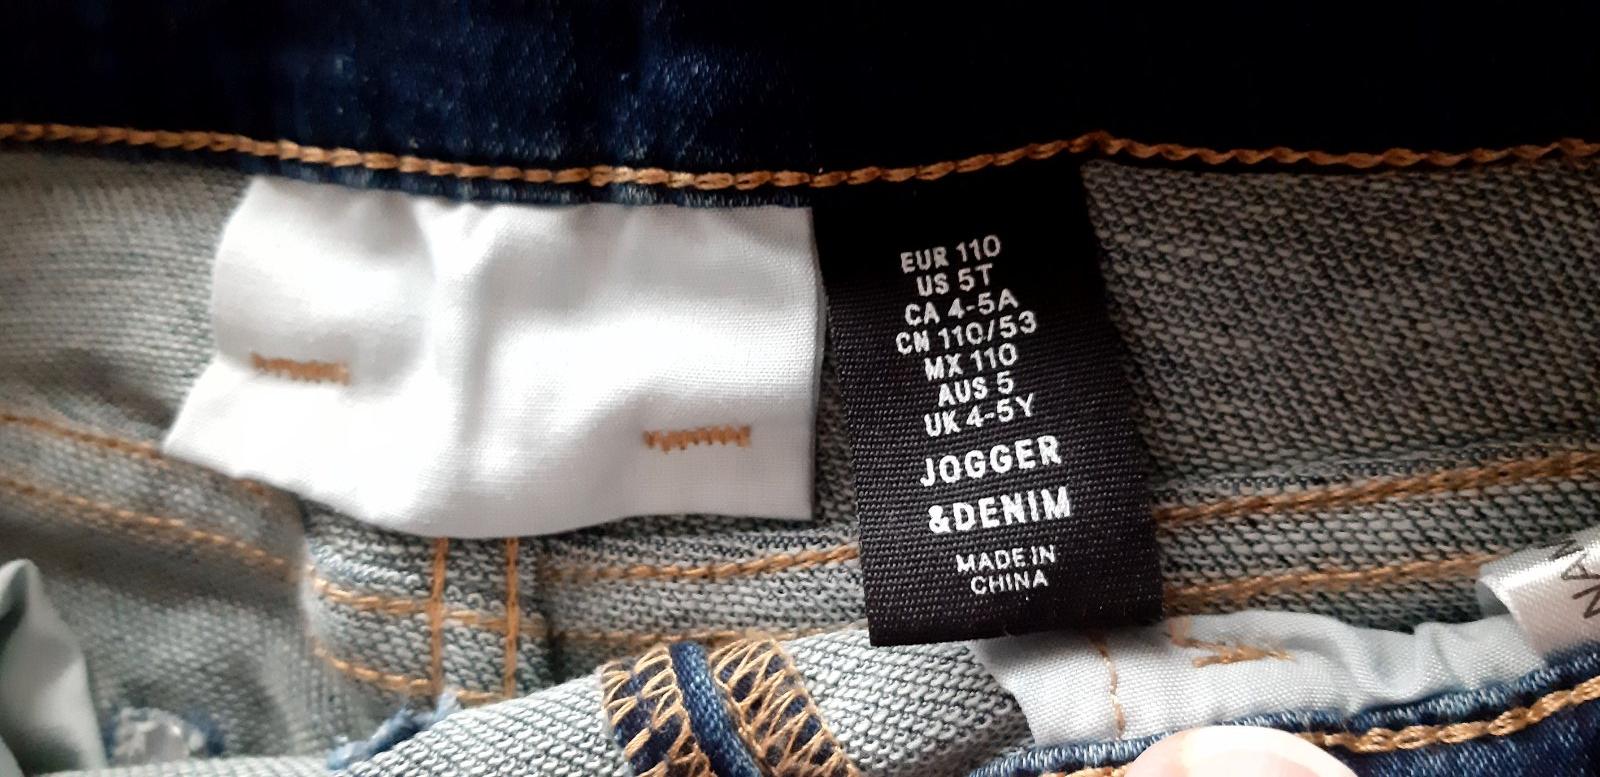 EUR 110
US 5T
CA 4-5A
CN 110/53
MX 110
AUS 5
UK 4-5Y
JOGGER
&DENIM
MADE IN
CHINA